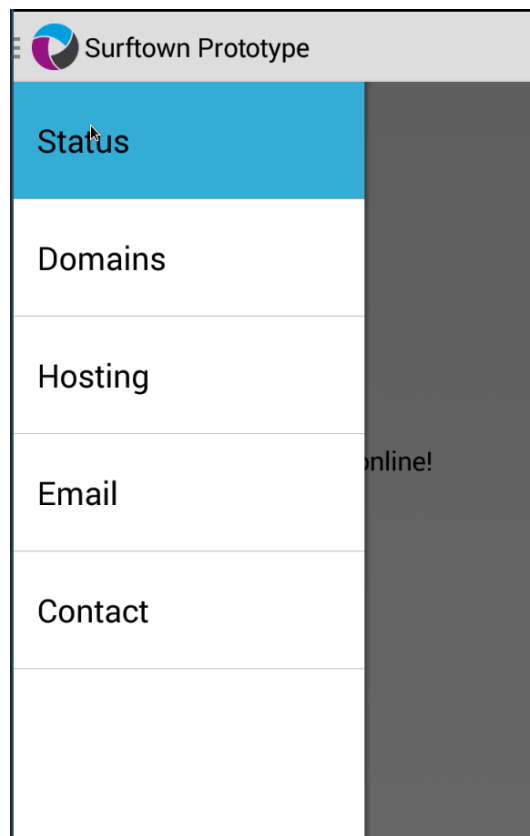 Surftown Prototype
Status
Domains
Hosting
online!
Email
Contact